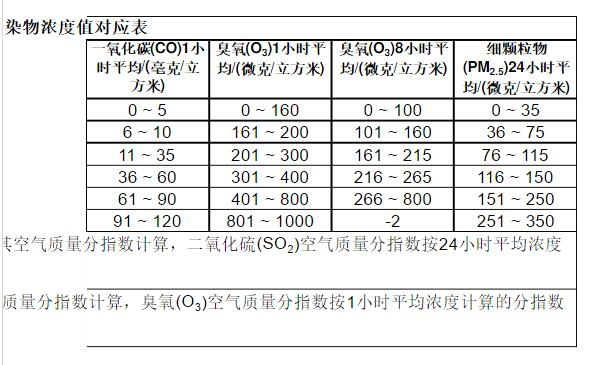 染物浓度值对应表
一氧化碳(CO)1小时平均/(毫克/立方米) 臭氧(O₃)1小时平均/(微克/立方米) 臭氧(O₃)8小时平均/(微克/立方米) 细颗粒物(PM₂.₅)24小时平均/(微克/立方米)
0 ~ 5 0 ~ 160 0 ~ 100 0 ~ 35
6 ~ 10 161 ~ 200 101 ~ 160 36 ~ 75
11 ~ 35 201 ~ 300 161 ~ 215 76 ~ 115
36 ~ 60 301 ~ 400 216 ~ 265 116 ~ 150
61 ~ 90 401 ~ 800 266 ~ 800 151 ~ 250
91 ~ 120 801 ~ 1000 -2 251 ~ 350
其空气质量分指数计算，二氧化硫(SO₂)空气质量分指数按24小时平均浓度
质量分指数计算，臭氧(O₃)空气质量分指数按1小时平均浓度计算的分指数